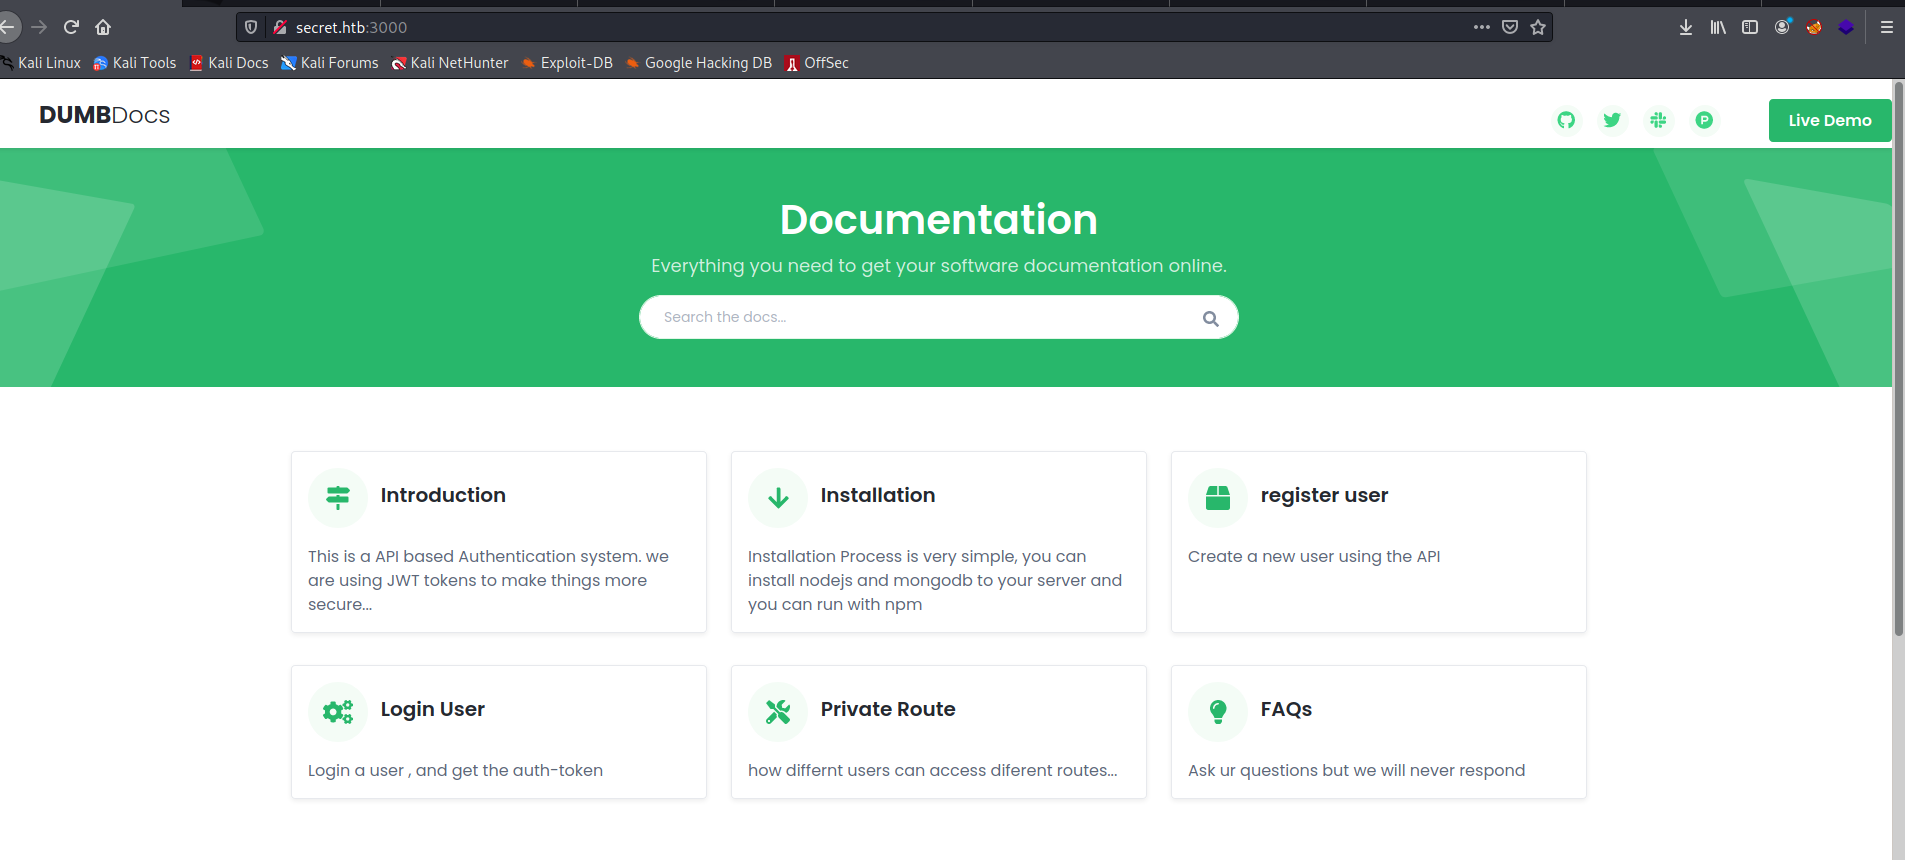 secret.htb:3000
Kali Linux Kali Tools Kali Docs Kali Forums Kali NetHunter Exploit-DB Google Hacking DB OffSec
DUMBDocs
Live Demo
Documentation
Everything you need to get your software documentation online.
Search the docs...
Introduction
This is a API based Authentication system. we
are using JWT tokens to make things more
secure...
Installation
Installation Process is very simple, you can
install nodejs and mongodb to your server and
you can run with npm
register user
Create a new user using the API
Login User
Login a user , and get the auth-token
Private Route
how differnt users can access diferent routes...
FAQs
Ask ur questions but we will never respond